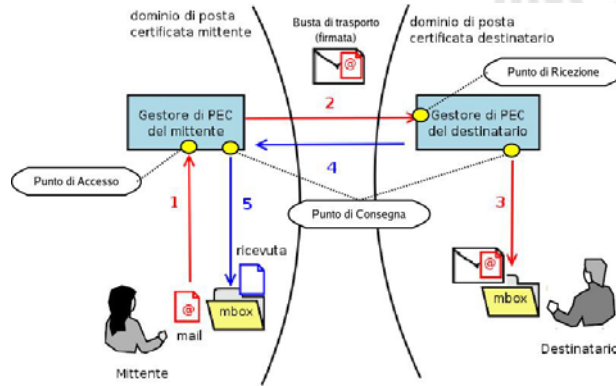 dominio di posta
certificata mittente
Busta di trasporto
(firmata)
dominio di posta
certificata destinatario
Punto di Ricezione
2
Gestore di PEC
del mittente
Gestore di PEC
del destinatario
4
Punto di Accesso
1
5
Punto di Consegna
3
ricevuta
@
mail
mbox
@
mbox
Mittente
Destinatario
@